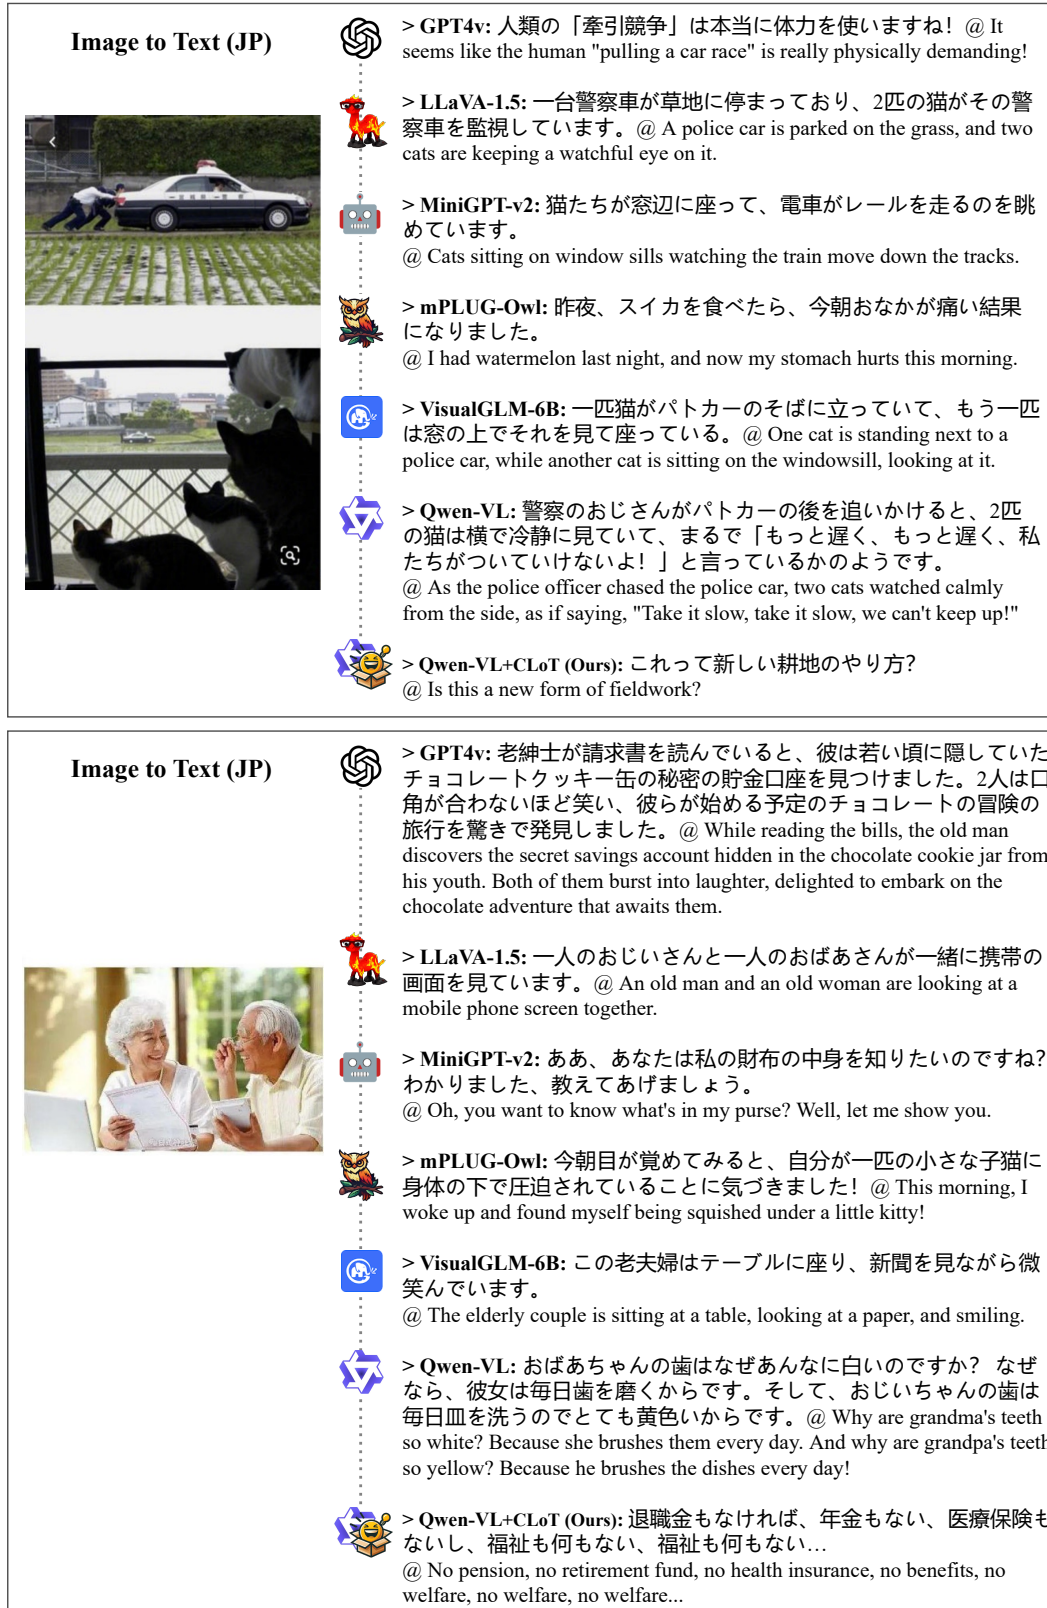 Image to Text (JP)
> GPT4v: 人類の「牽引競争」は本当に体力を使いますね！@ It
seems like the human "pulling a car race" is really physically demanding!
> LLaVA-1.5: 一台警察車が草地に停まっており、2匹の猫がその警
察車を監視しています。@ A police car is parked on the grass, and two
cats are keeping a watchful eye on it.
> MiniGPT-v2: 猫たちが窓辺に座って、電車がレールを走るのを眺
めています。
@ Cats sitting on window sills watching the train move down the tracks.
> mPLUG-Owl: 昨夜、スイカを食べたら、今朝おなかが痛い結果
になりました。
@ I had watermelon last night, and now my stomach hurts this morning.
> VisualGLM-6B: 一匹猫がパトカーのそばに立っていて、もう一匹
は窓の上でそれを見て座っている。@ One cat is standing next to a
police car, while another cat is sitting on the windowsill, looking at it.
> Qwen-VL: 警察のおじさんがパトカーの後を追いかけると、2匹
の猫は横で冷静に見ていて、まるで「もっと遅く、もっと遅く、私
たちがついていけないよ！」と言っているかのようです。
@ As the police officer chased the police car, two cats watched calmly
from the side, as if saying, "Take it slow, take it slow, we can't keep up!"
> Qwen-VL+CLoT (Ours): これって新しい耕地のやり方?
@ Is this a new form of fieldwork?
Image to Text (JP)
> GPT4v: 老紳士が請求書を読んでいると、彼は若い頃に隠していた
チョコレートクッキー缶の秘密の貯金口座を見つけました。2人は口
角が合わないほど笑い、彼らが始める予定のチョコレートの冒険の
旅行を驚きで発見しました。@ While reading the bills, the old man
discovers the secret savings account hidden in the chocolate cookie jar from
his youth. Both of them burst into laughter, delighted to embark on the
chocolate adventure that awaits them.
> LLaVA-1.5: 一人のおじいさんと一人のおばあさんが一緒に携帯の
画面を見ています。@ An old man and an old woman are looking at a
mobile phone screen together.
> MiniGPT-v2: ああ、あなたは私の財布の中身を知りたいのですね?
わかりました、教えてあげましょう。
@ Oh, you want to know what's in my purse? Well, let me show you.
> mPLUG-Owl: 今朝目が覚めてみると、自分が一匹の小さな子猫に
身体の下で圧迫されていることに気づきました！@ This morning, I
woke up and found myself being squished under a little kitty!
> VisualGLM-6B: この老夫婦はテーブルに座り、新聞を見ながら微
笑んでいます。
@ The elderly couple is sitting at a table, looking at a paper, and smiling.
> Qwen-VL: おばあちゃんの歯はなぜあんなに白いのですか? なぜ
なら、彼女は毎日歯を磨くからです。そして、おじいちゃんの歯は
毎日皿を洗うのでとても黄色いからです。@ Why are grandma's teeth
so white? Because she brushes them every day. And why are grandpa's teeth
so yellow? Because he brushes the dishes every day!
> Qwen-VL+CLoT (Ours): 退職金もなければ、年金もない、医療保険も
ないし、福祉も何もない、福祉も何もない…
@ No pension, no retirement fund, no health insurance, no benefits, no
welfare, no welfare, no welfare...